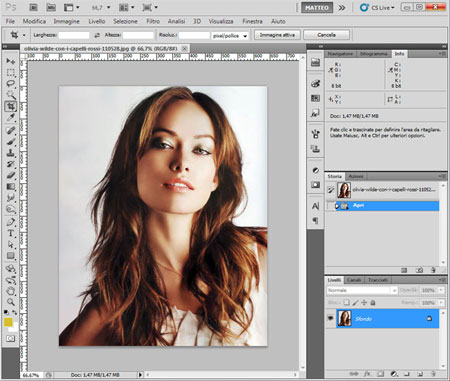 Ps Br Mb 66,7 MATTEO CS Live
File Modifica Immagine Livello Selezione Filtro Analisi 3D Visualizza Finestra Aiuto
Larghezza: Altezza: Risoluz.: pixel/pollice Immagine attiva Cancella
olivia-wilde-con-i-capelli-rossi-110528.jpg @ 66,7% (RGB/8#)
Navigatore Istogramma Info
R: C:
G: M:
B: Y:
K:
8 bit 8 bit
X: L:
Y: A:
Doc: 1,47 MB/1,47 MB
Fate clic e trascinate per definire l'area da ritagliare.
Usate Maiusc, Alt e Ctrl per ulteriori opzioni.
Storia Azioni
olivia-wilde-con-i-capelli-rossi-11052...
Apri
Livelli Canali Tracciati
Normale 100%
Bloc.: 100%
Sfondo
66,67% Doc: 1,47 MB/1,47 MB